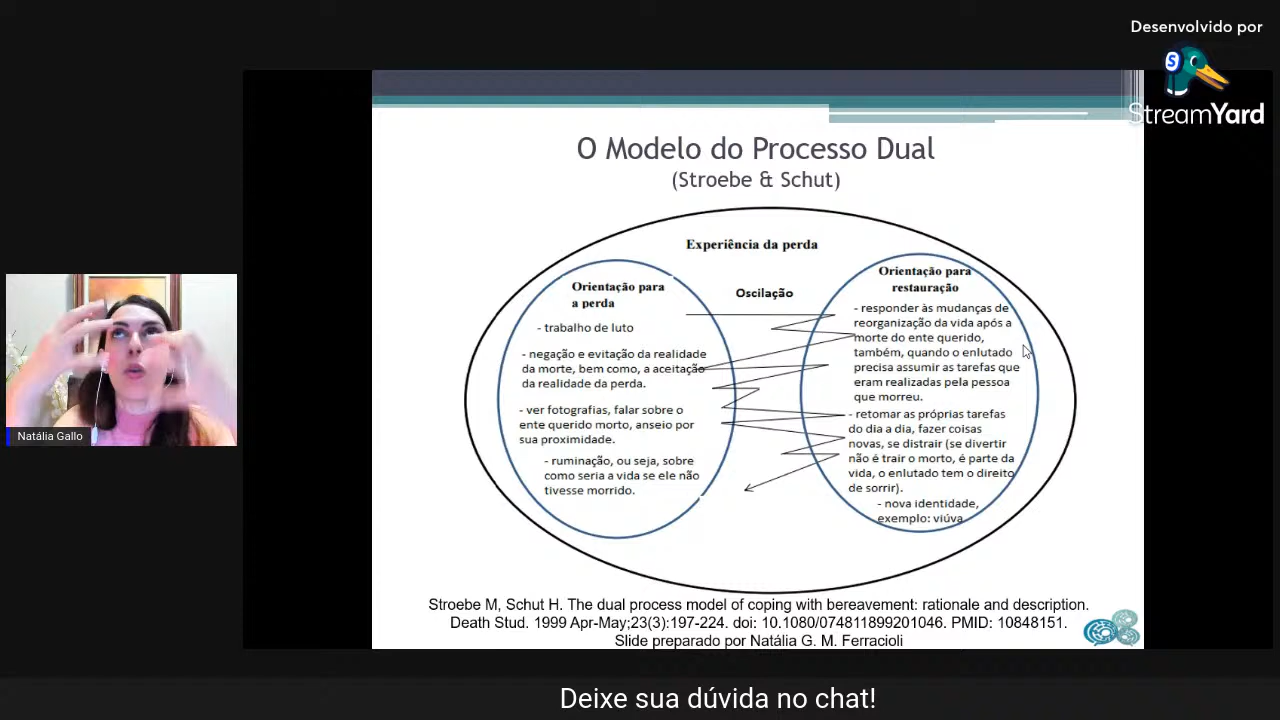 Desenvolvido por
StreamYard
O Modelo do Processo Dual
(Stroebe & Schut)
Experiência da perda
Orientação para
a perda
- trabalho de luto
- negação e evitação da realidade
da morte, bem como, a aceitação
da realidade da perda.
- ver fotografias, falar sobre o
ente querido morto, anseio por
sua proximidade.
- ruminação, ou seja, sobre
como seria a vida se ele não
tivesse morrido.
Oscilação
Orientação para
restauração
- responder às mudanças de
reorganização da vida após a
morte do ente querido,
também, quando o enlutado
precisa assumir as tarefas que
eram realizadas pela pessoa
que morreu.
- retomar as próprias tarefas
do dia a dia, fazer coisas
novas, se distrair (se divertir
não é trair o morto, é parte da
vida, o enlutado tem o direito
de sorrir).
- nova identidade,
exemplo: viúva
Stroebe M, Schut H. The dual process model of coping with bereavement: rationale and description.
Death Stud. 1999 Apr-May;23(3):197-224. doi: 10.1080/074811899201046. PMID: 10848151.
Slide preparado por Natália G. M. Ferracioli
Natália Gallo
Deixe sua dúvida no chat!